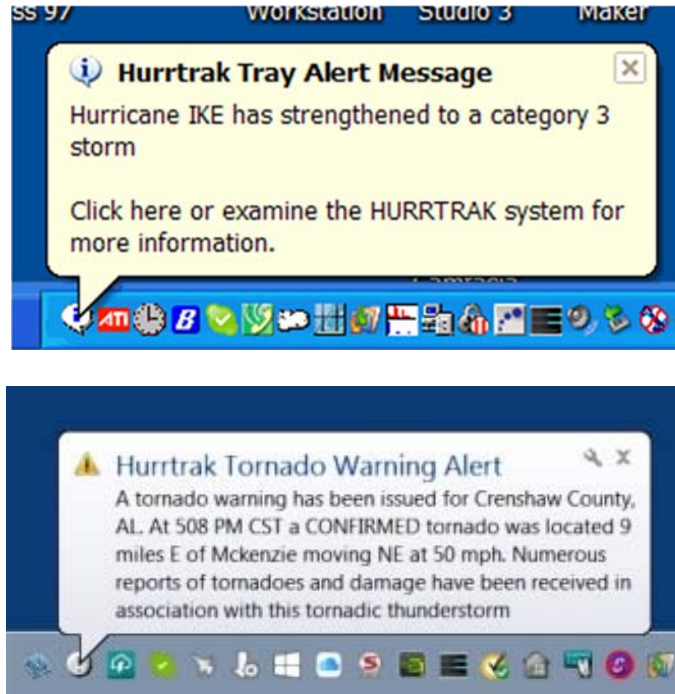 ss 97 Workstation Studio 3 Maker
Hurrtrak Tray Alert Message
Hurricane IKE has strengthened to a category 3
storm
Click here or examine the HURRTRAK system for
more information.
Camtasia
ATI
B
Hurrtrak Tornado Warning Alert
A tornado warning has been issued for Crenshaw County,
AL. At 508 PM CST a CONFIRMED tornado was located 9
miles E of Mckenzie moving NE at 50 mph. Numerous
reports of tornadoes and damage have been received in
association with this tornadic thunderstorm
S